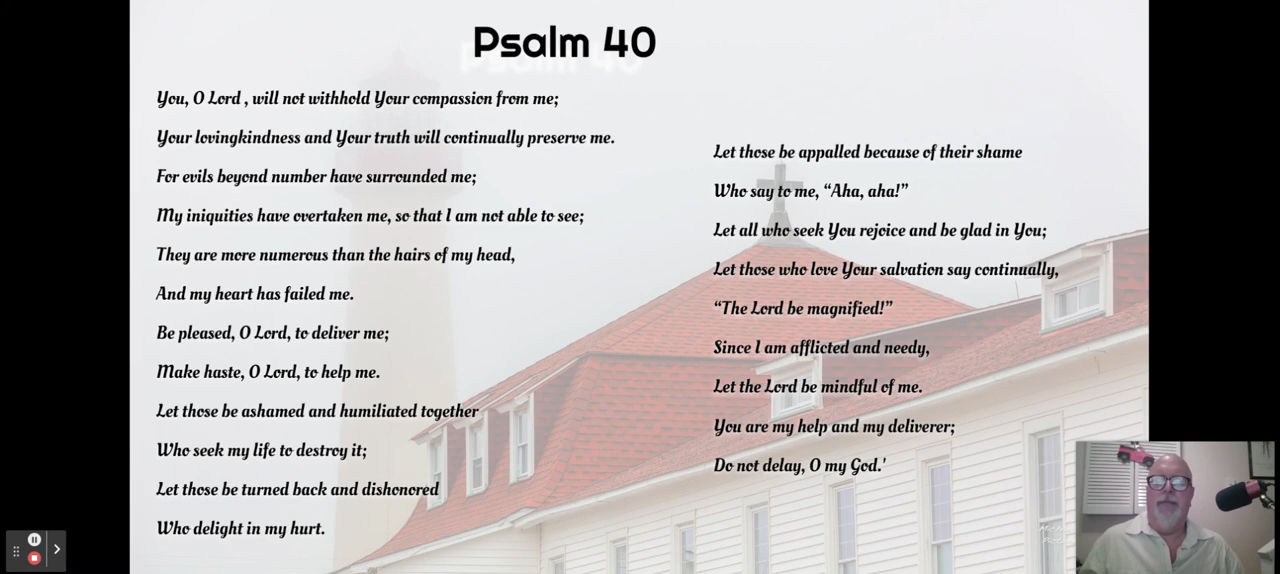 Psalm 40
You, O Lord , will not withhold Your compassion from me;
Your lovingkindness and Your truth will continually preserve me.
For evils beyond number have surrounded me;
My iniquities have overtaken me, so that I am not able to see;
They are more numerous than the hairs of my head,
And my heart has failed me.
Be pleased, O Lord, to deliver me;
Make haste, O Lord, to help me.
Let those be ashamed and humiliated together
Who seek my life to destroy it;
Let those be turned back and dishonored
Who delight in my hurt.
Let those be appalled because of their shame
Who say to me, “Aha, aha!”
Let all who seek You rejoice and be glad in You;
Let those who love Your salvation say continually,
“The Lord be magnified!”
Since I am afflicted and needy,
Let the Lord be mindful of me.
You are my help and my deliverer;
Do not delay, O my God.'